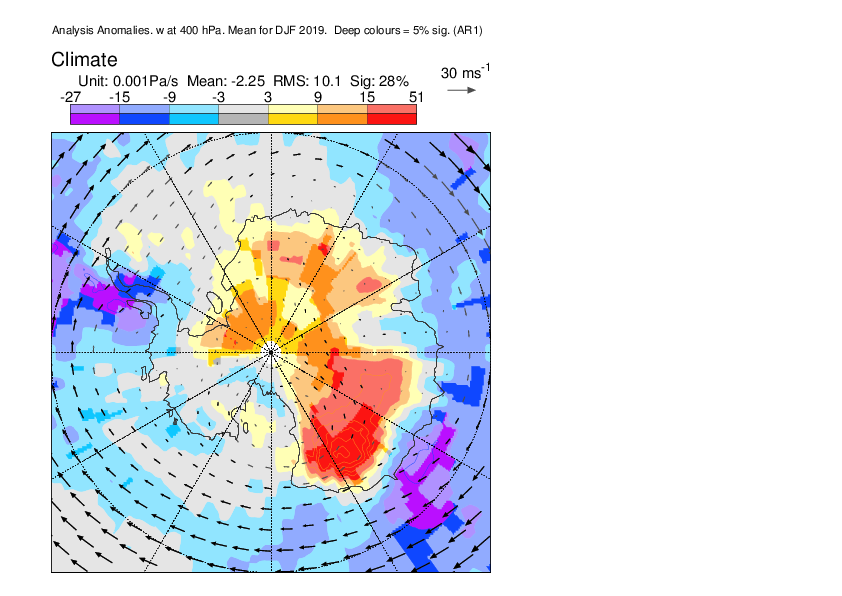 Analysis Anomalies. w at 400 hPa. Mean for DJF 2019. Deep colours = 5% sig. (AR1)
Climate
30 ms-1
Unit: 0.001Pa/s Mean: -2.25 RMS: 10.1 Sig: 28%
-27 -15 -9 -3 3 9 15 51